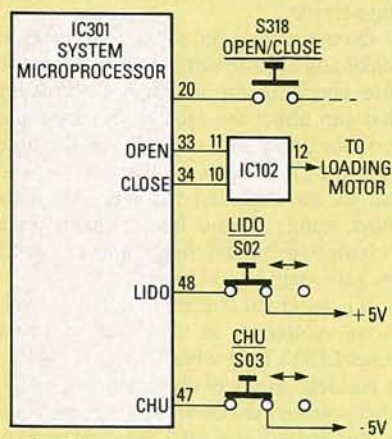 IC301
SYSTEM
MICROPROCESSOR
S318
OPEN/CLOSE
20
OPEN 33 11 IC102 12 TO
CLOSE 34 10 LOADING
MOTOR
LIDO
S02
LIDO 48
+5V
CHU
S03
CHU 47
-5V